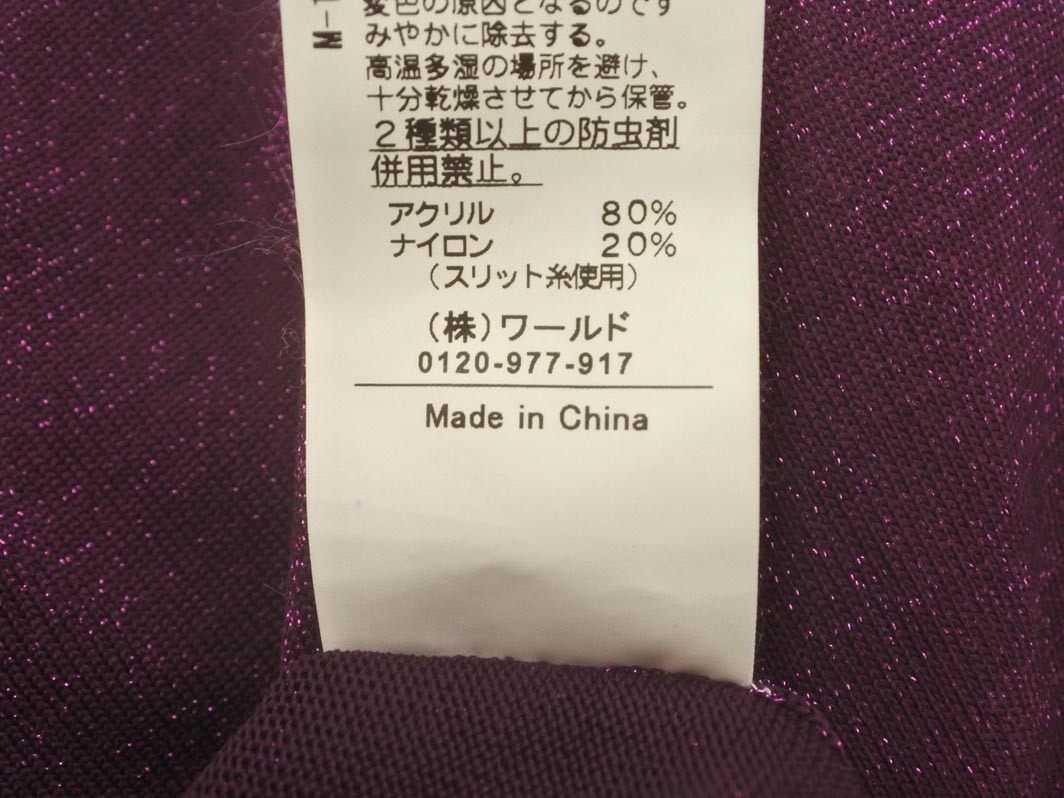 変色の原因となるのです
みやかに除去する。
高温多湿の場所を避け、
十分乾燥させてから保管。
2種類以上の防虫剤
併用禁止。
アクリル 80%
ナイロン 20%
(スリット糸使用)
(株)ワールド
0120-977-917
Made in China